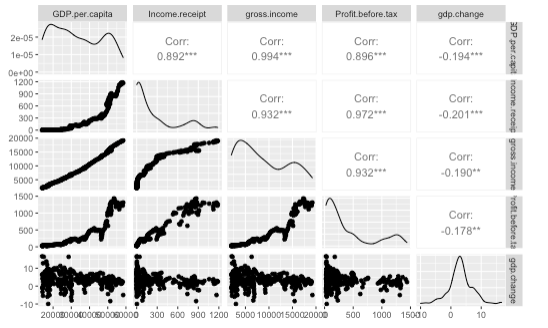 GDP.per.capita Income.receipt gross.income Profit.before.tax gdp.change
2e-05
1e-05
0e+00
Corr:
0.892***
Corr:
0.994***
Corr:
0.896***
Corr:
-0.194***
1200
900
600
300
0
Corr:
0.932***
Corr:
0.972***
Corr:
-0.201***
20000
15000
10000
5000
Corr:
0.932***
Corr:
-0.190**
1500
1000
500
0
Corr:
-0.178**
gdp.change
10
0
-10
0 300 600 900 1200
5000 10000 15000 20000
0 500 1000 1500
-10 0 10